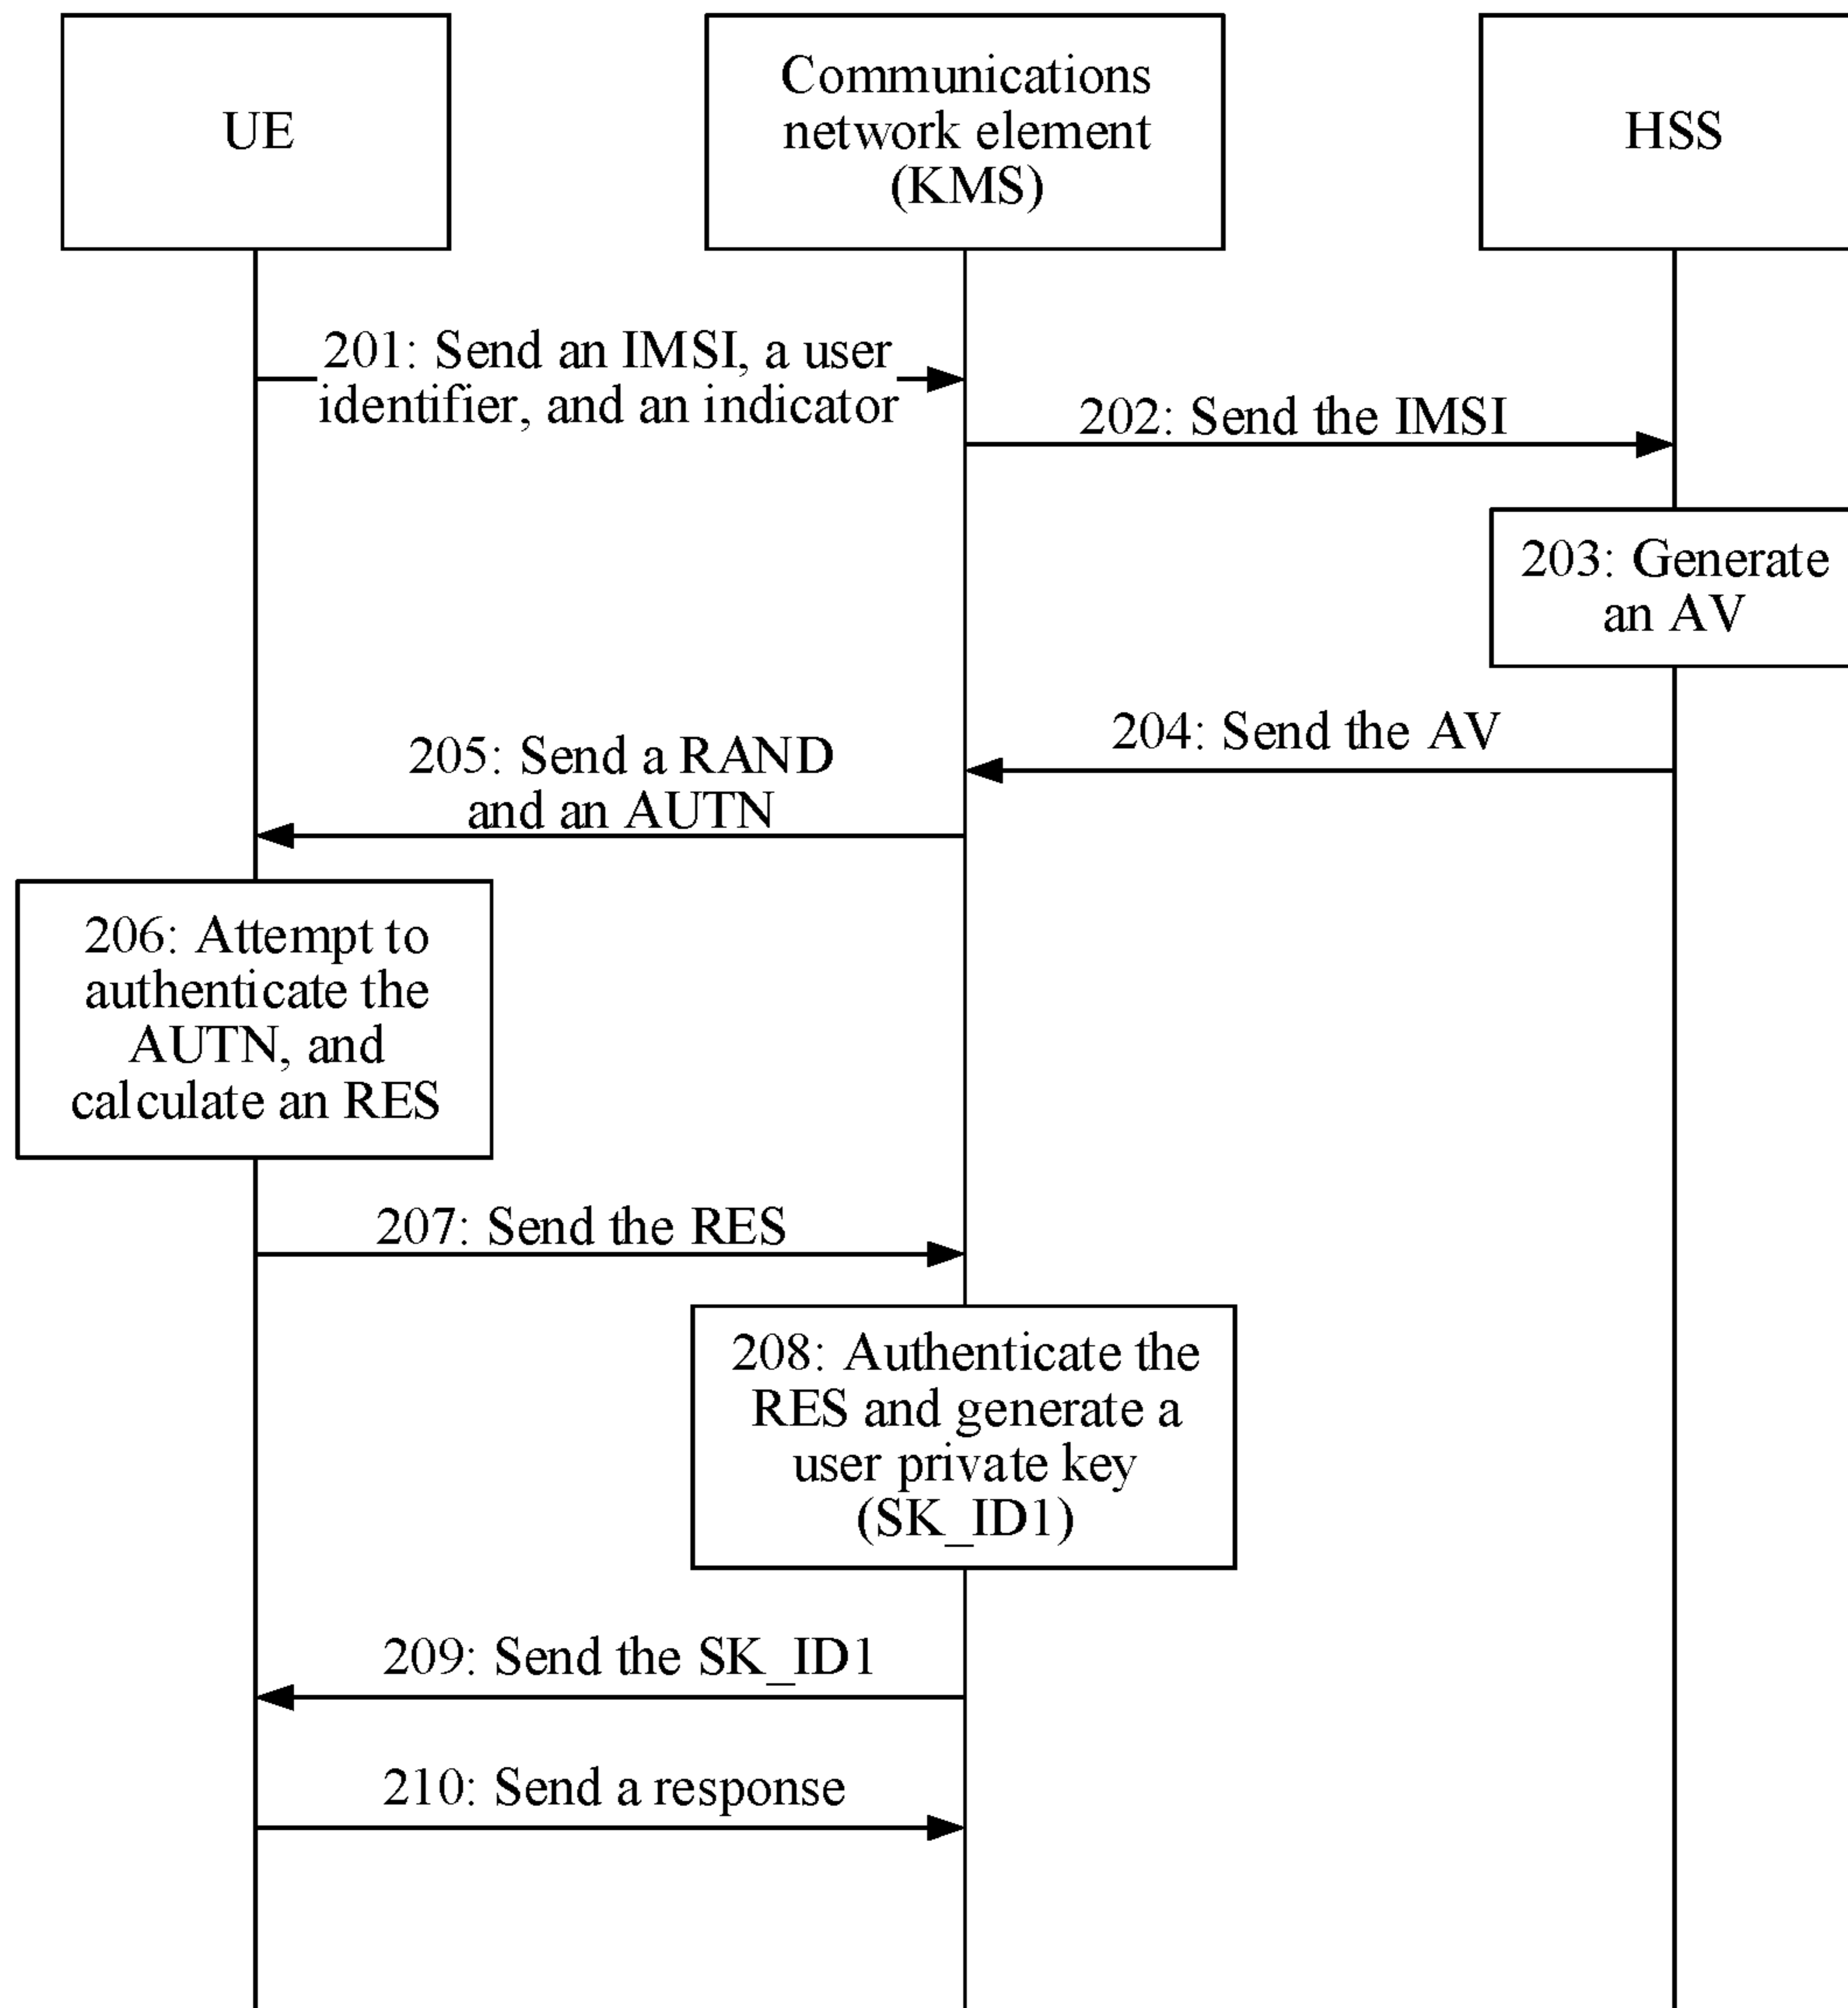 UE
Communications
network element
(KMS)
HSS
201: Send an IMSI, a user
identifier, and an indicator
202: Send the IMSI
203: Generate
an AV
204: Send the AV
205: Send a RAND
and an AUTN
206: Attempt to
authenticate the
AUTN, and
calculate an RES
207: Send the RES
208: Authenticate the
RES and generate a
user private key
(SK_ID1)
209: Send the SK_ID1
210: Send a response